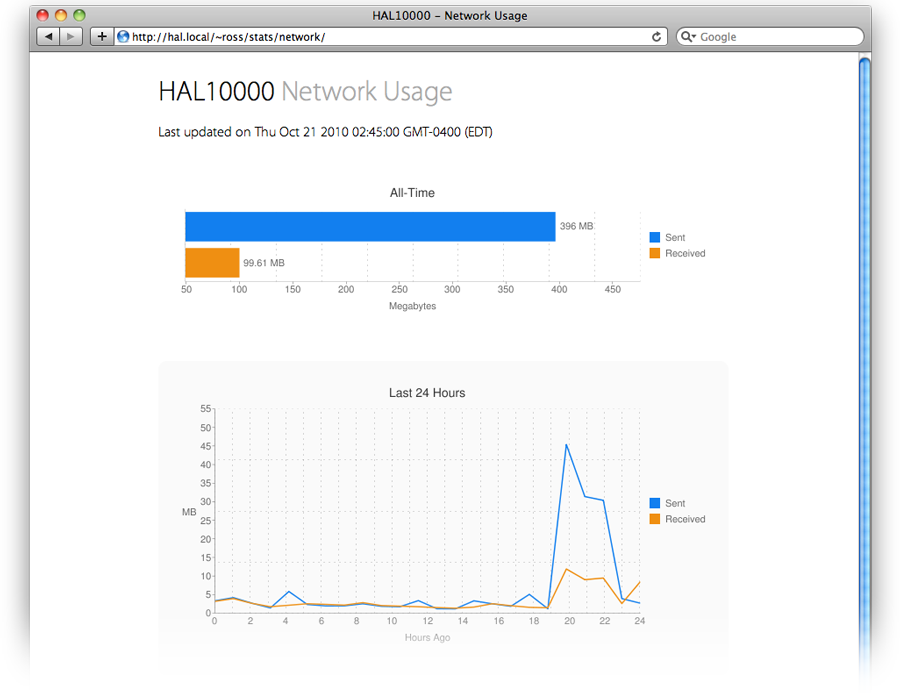 HAL10000 – Network Usage
http://hal.local/~ross/stats/network/
Google
HAL10000 Network Usage
Last updated on Thu Oct 21 2010 02:45:00 GMT-0400 (EDT)
All-Time
396 MB
Sent
99.61 MB
Received
50 100 150 200 250 300 350 400 450
Megabytes
Last 24 Hours
55
50
45
40
35
30
MB
25
20
15
10
5
0
Sent
Received
0 2 4 6 8 10 12 14 16 18 20 22 24
Hours Ago